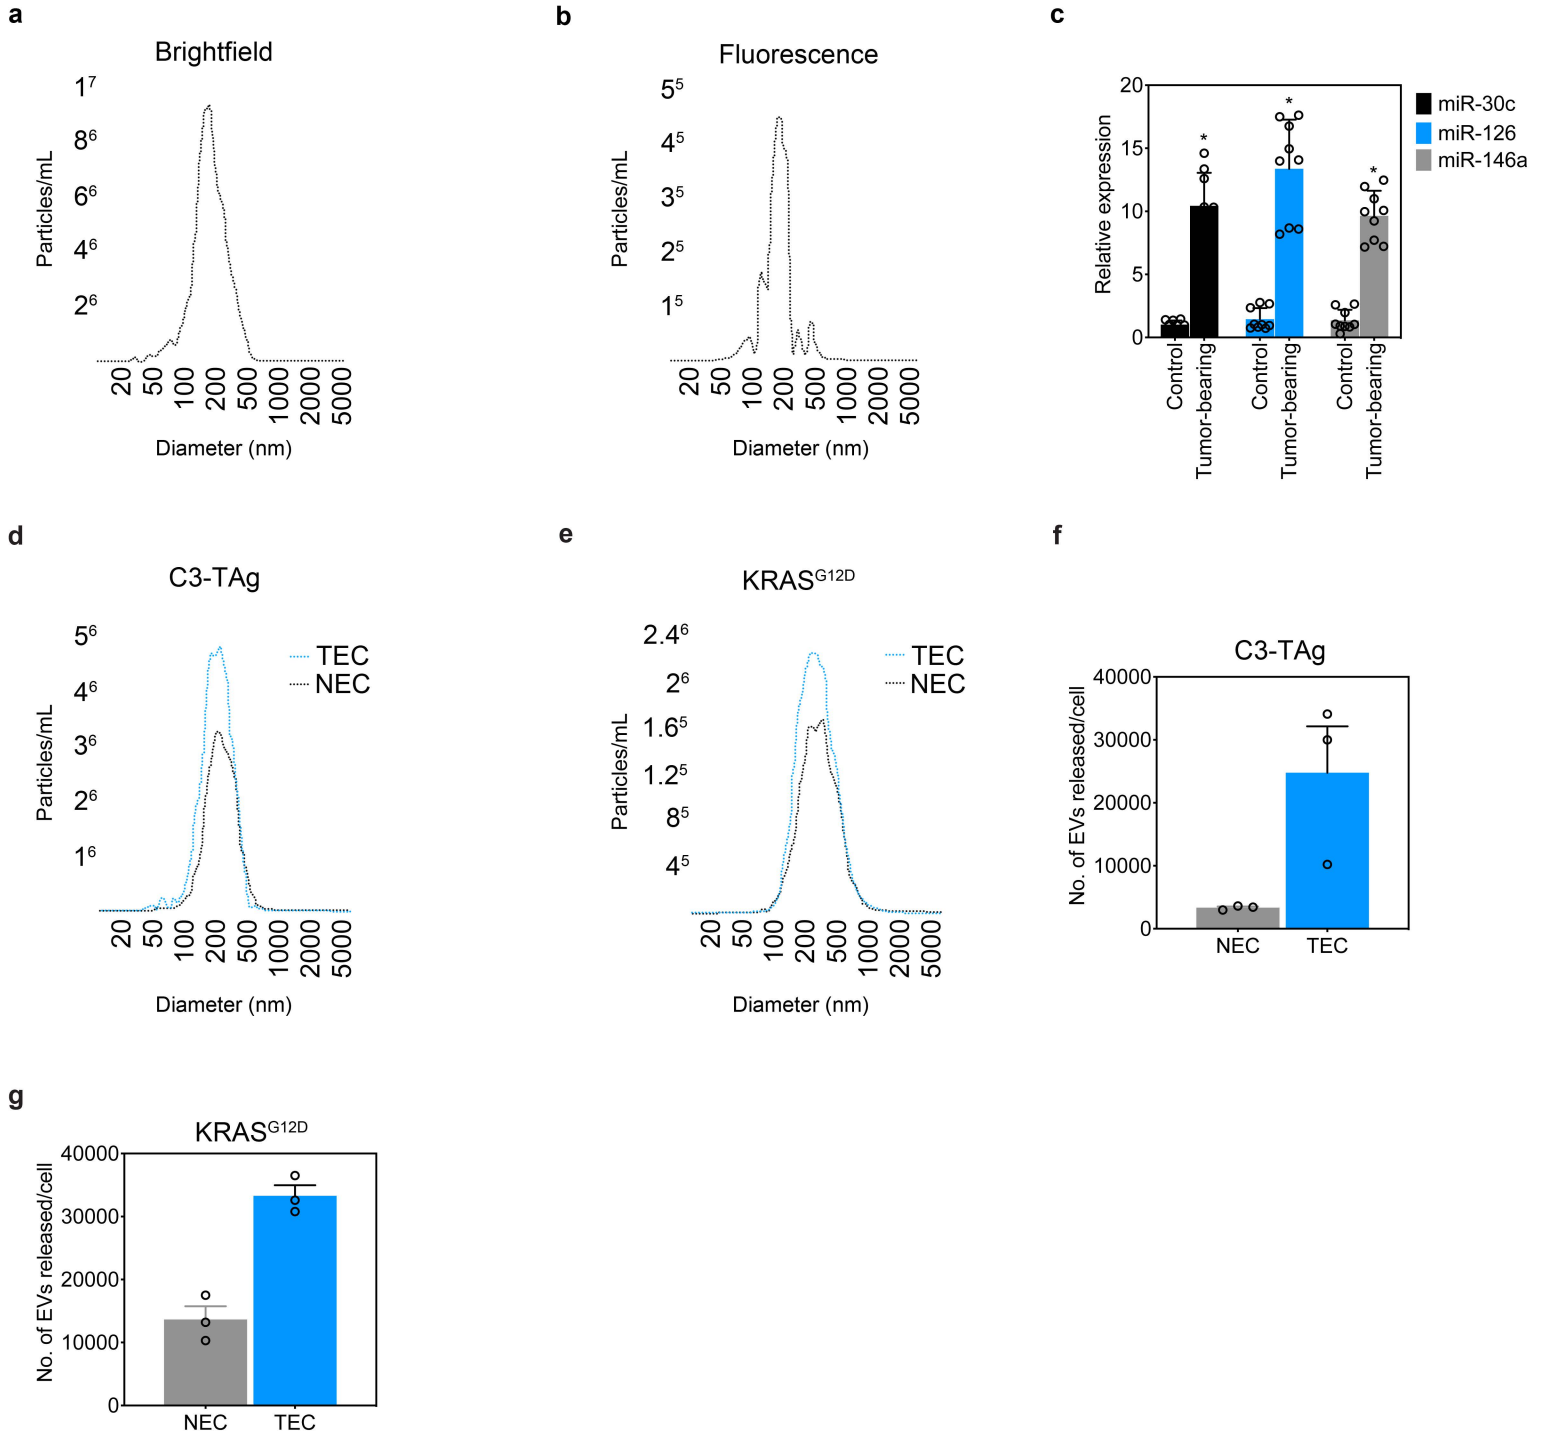 a
Brightfield
Particles/mL
1⁷
8⁶
6⁶
4⁶
2⁶
20
50
100
200
500
1000
2000
5000
Diameter (nm)
b
Fluorescence
Particles/mL
5⁵
4⁵
3⁵
2⁵
1⁵
20
50
100
200
500
1000
2000
5000
Diameter (nm)
c
Relative expression
20
15
10
5
0
*
*
*
Control
Tumor-bearing
Control
Tumor-bearing
Control
Tumor-bearing
miR-30c
miR-126
miR-146a
d
C3-TAg
Particles/mL
5⁶
4⁶
3⁶
2⁶
1⁶
TEC
NEC
20
50
100
200
500
1000
2000
5000
Diameter (nm)
e
KRASᴳ¹²ᴰ
Particles/mL
2.4⁶
2⁶
1.6⁵
1.2⁵
8⁵
4⁵
TEC
NEC
20
50
100
200
500
1000
2000
5000
Diameter (nm)
f
C3-TAg
No. of EVs released/cell
40000
30000
20000
10000
0
NEC
TEC
g
KRASᴳ¹²ᴰ
No. of EVs released/cell
40000
30000
20000
10000
0
NEC
TEC